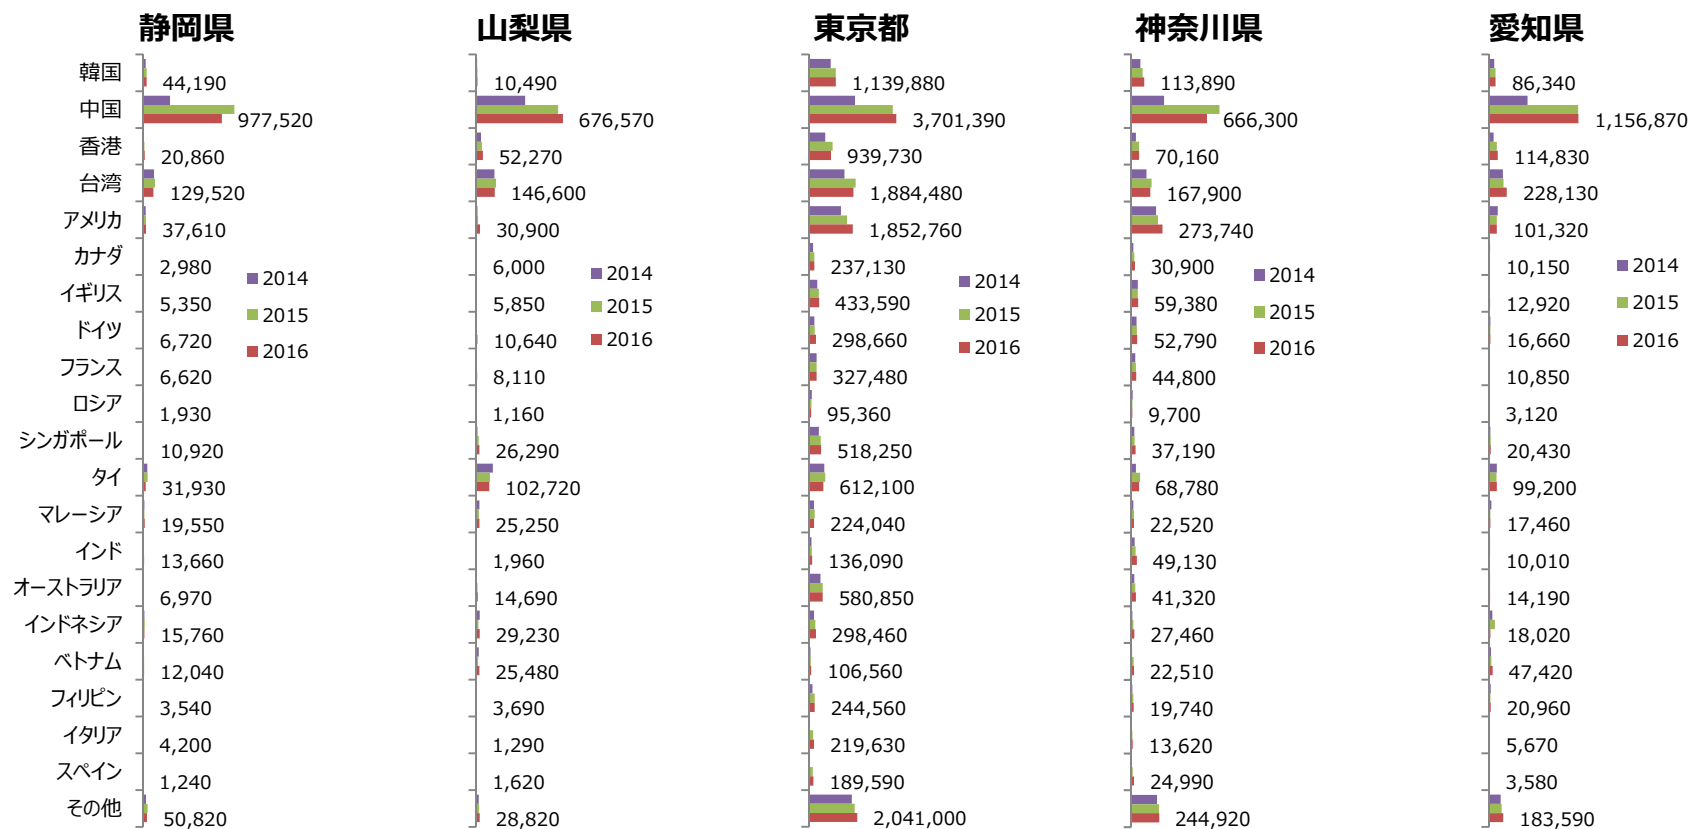 静岡県 山梨県 東京都 神奈川県 愛知県
韓国 44,190 10,490 1,139,880 113,890 86,340
中国 977,520 676,570 3,701,390 666,300 1,156,870
香港 20,860 52,270 939,730 70,160 114,830
台湾 129,520 146,600 1,884,480 167,900 228,130
アメリカ 37,610 30,900 1,852,760 273,740 101,320
カナダ 2,980 6,000 237,130 30,900 10,150
イギリス 5,350 5,850 433,590 59,380 12,920
ドイツ 6,720 10,640 298,660 52,790 16,660
フランス 6,620 8,110 327,480 44,800 10,850
ロシア 1,930 1,160 95,360 9,700 3,120
シンガポール 10,920 26,290 518,250 37,190 20,430
タイ 31,930 102,720 612,100 68,780 99,200
マレーシア 19,550 25,250 224,040 22,520 17,460
インド 13,660 1,960 136,090 49,130 10,010
オーストラリア 6,970 14,690 580,850 41,320 14,190
インドネシア 15,760 29,230 298,460 27,460 18,020
ベトナム 12,040 25,480 106,560 22,510 47,420
フィリピン 3,540 3,690 244,560 19,740 20,960
イタリア 4,200 1,290 219,630 13,620 5,670
スペイン 1,240 1,620 189,590 24,990 3,580
その他 50,820 28,820 2,041,000 244,920 183,590
2014 2014 2014 2014 2014
2015 2015 2015 2015 2015
2016 2016 2016 2016 2016